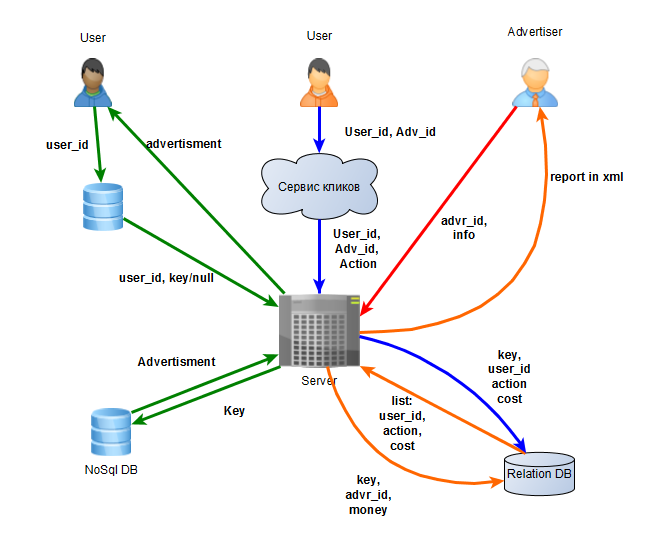 User
User
Advertiser
user_id
advertisment
User_id, Adv_id
report in xml
Сервис кликов
advr_id,
info
User_id,
Adv_id,
Action
user_id, key/null
Server
Advertisment
Key
key,
user_id
action
cost
list:
user_id,
action,
cost
NoSql DB
Relation DB
key,
advr_id,
money